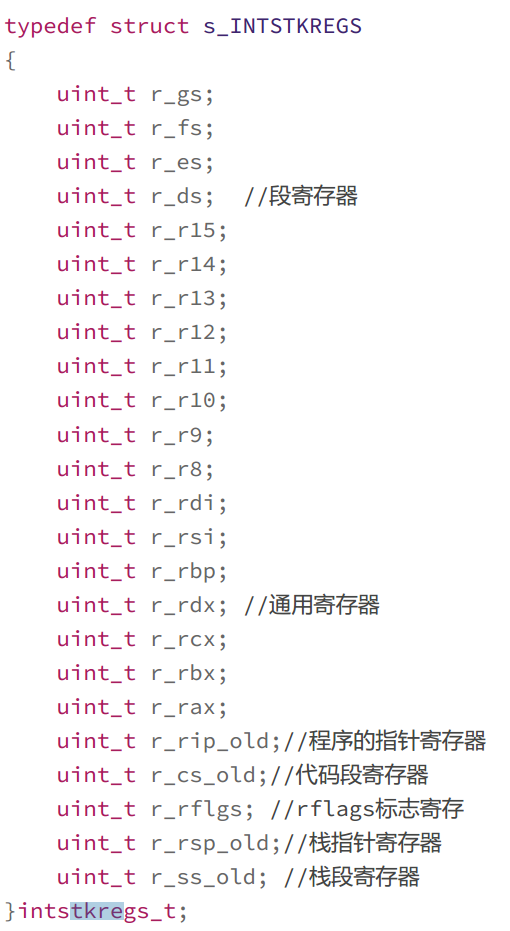 typedef struct s_INTSTKREGS
{
    uint_t r_gs;
    uint_t r_fs;
    uint_t r_es;
    uint_t r_ds;  //段寄存器
    uint_t r_r15;
    uint_t r_r14;
    uint_t r_r13;
    uint_t r_r12;
    uint_t r_r11;
    uint_t r_r10;
    uint_t r_r9;
    uint_t r_r8;
    uint_t r_rdi;
    uint_t r_rsi;
    uint_t r_rbp;
    uint_t r_rdx; //通用寄存器
    uint_t r_rcx;
    uint_t r_rbx;
    uint_t r_rax;
    uint_t r_rip_old;//程序的指针寄存器
    uint_t r_cs_old;//代码段寄存器
    uint_t r_rflgs; //rflags标志寄存
    uint_t r_rsp_old;//栈指针寄存器
    uint_t r_ss_old; //栈段寄存器
}intstkregs_t;